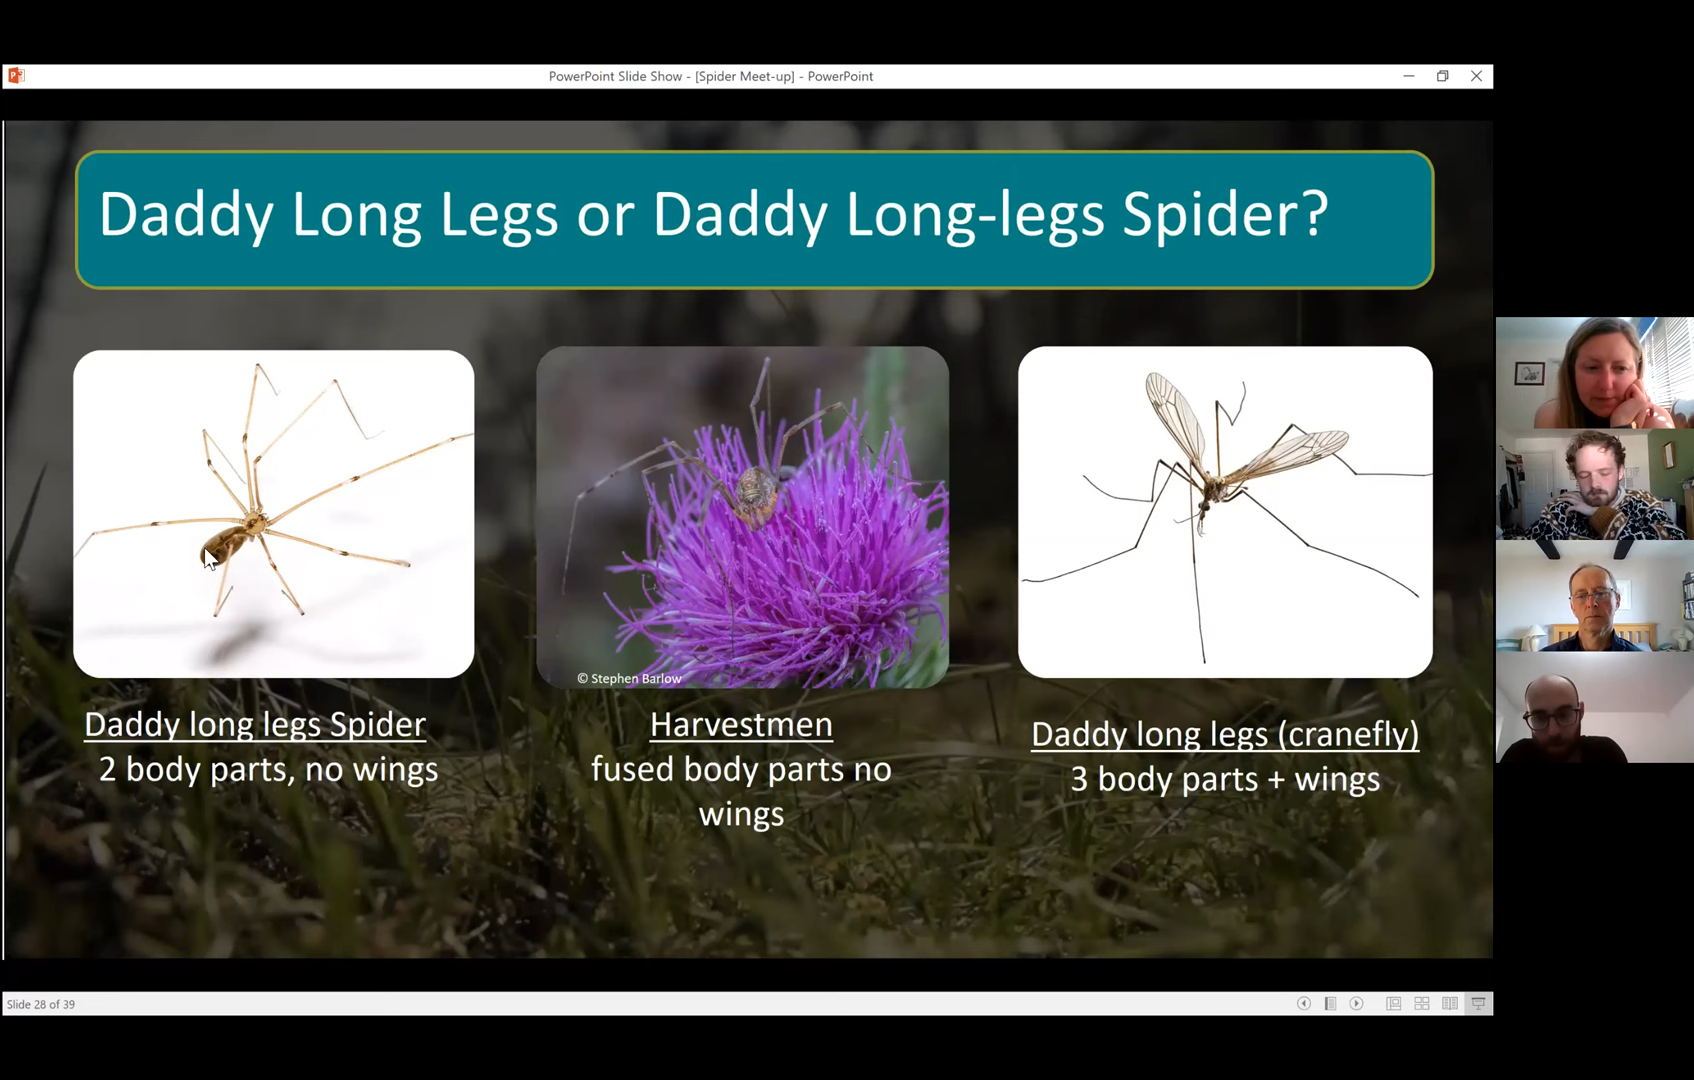 PowerPoint Slide Show - [Spider Meet-up] - PowerPoint
Daddy Long Legs or Daddy Long-legs Spider?
© Stephen Barlow
Daddy long legs Spider
2 body parts, no wings
Harvestmen
fused body parts no
wings
Daddy long legs (cranefly)
3 body parts + wings
Slide 28 of 39